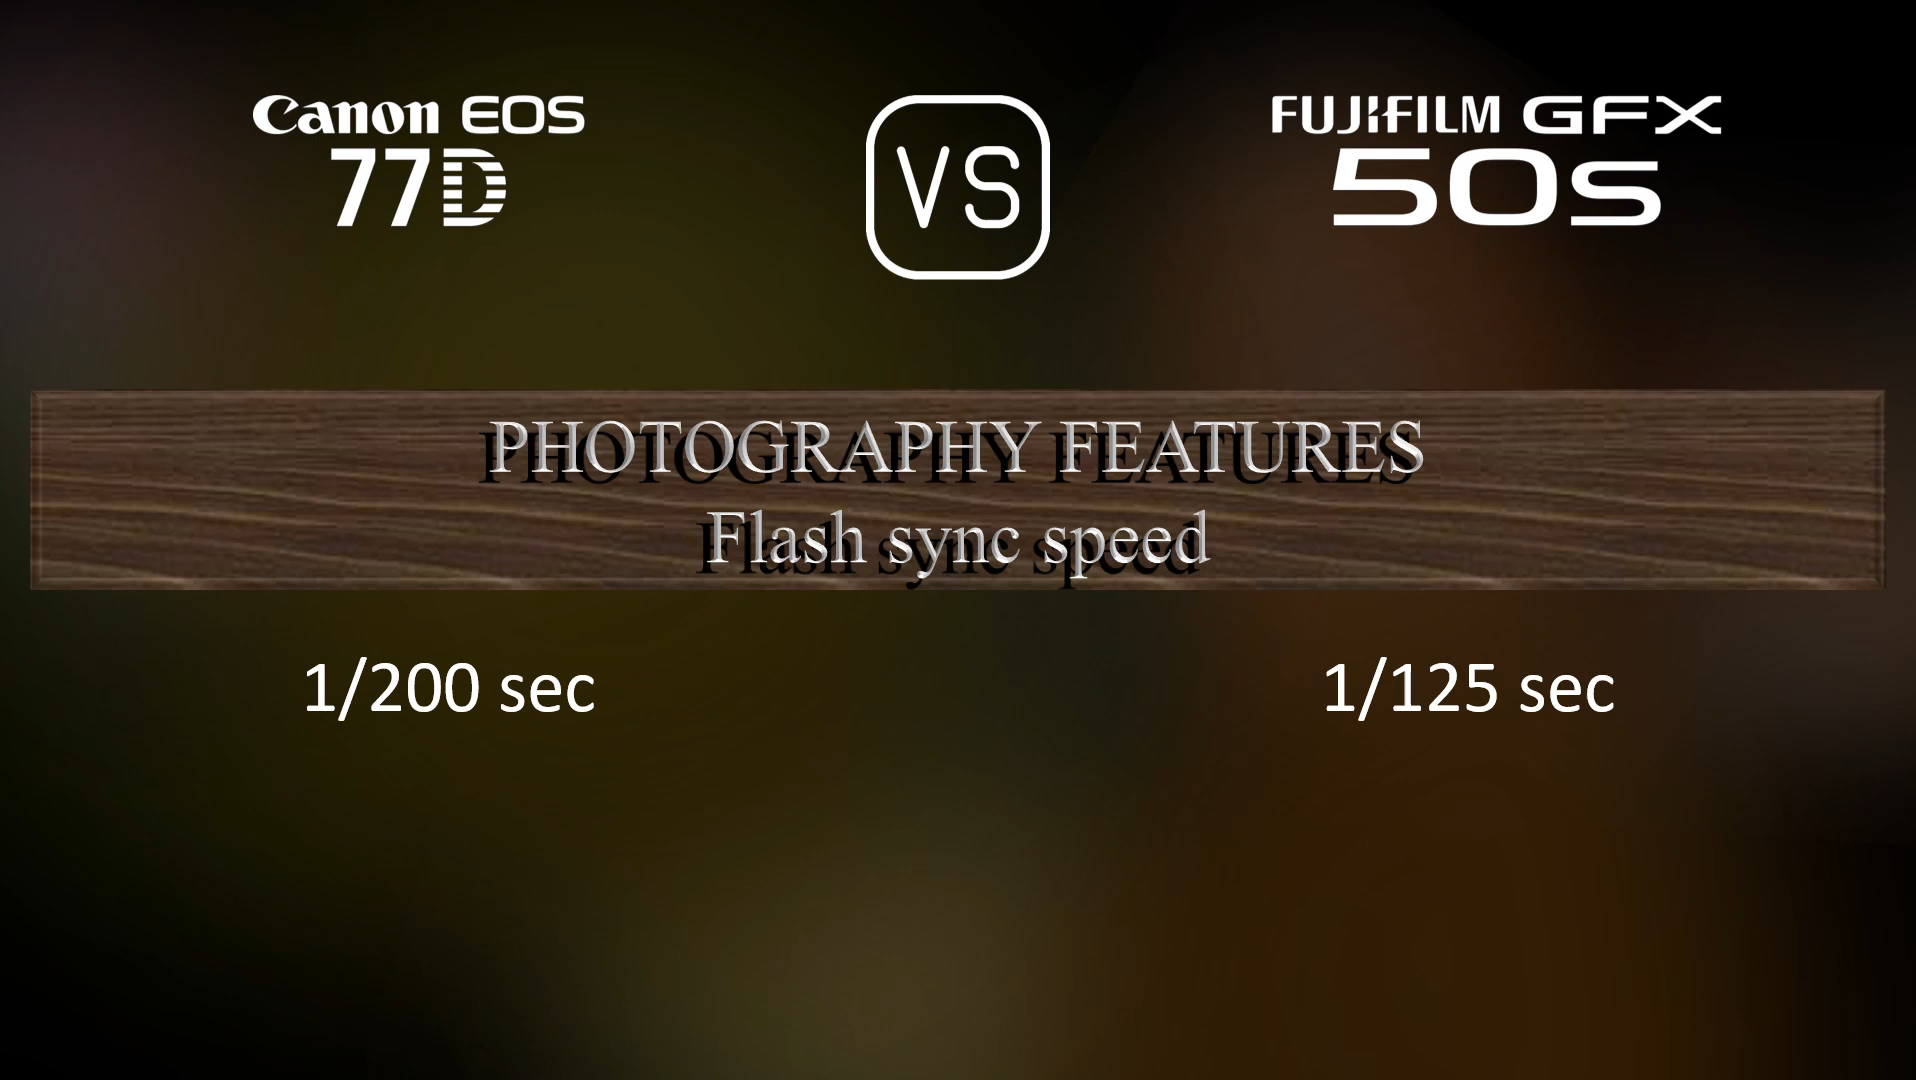 Canon EOS
77D
VS
FUJIFILM GFX
50s
PHOTOGRAPHY FEATURES
Flash sync speed
1/200 sec
1/125 sec